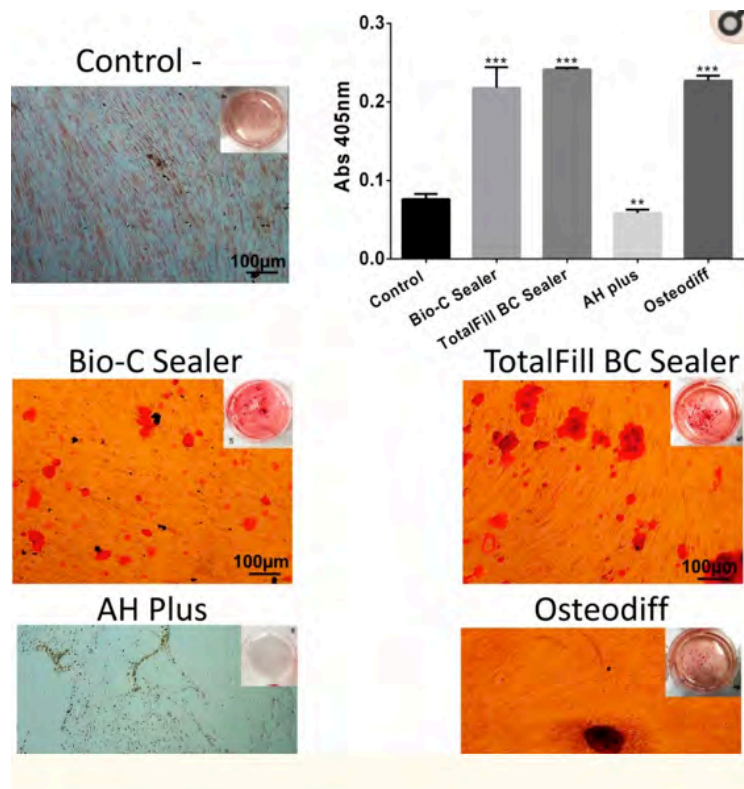 Control -
100µm
0.3
0.2
0.1
0.0
Abs 405nm
***
***
**
***
Control
Bio-C Sealer
TotalFill BC Sealer
AH plus
Osteodiff
Bio-C Sealer
100µm
TotalFill BC Sealer
100µm
AH Plus
Osteodiff